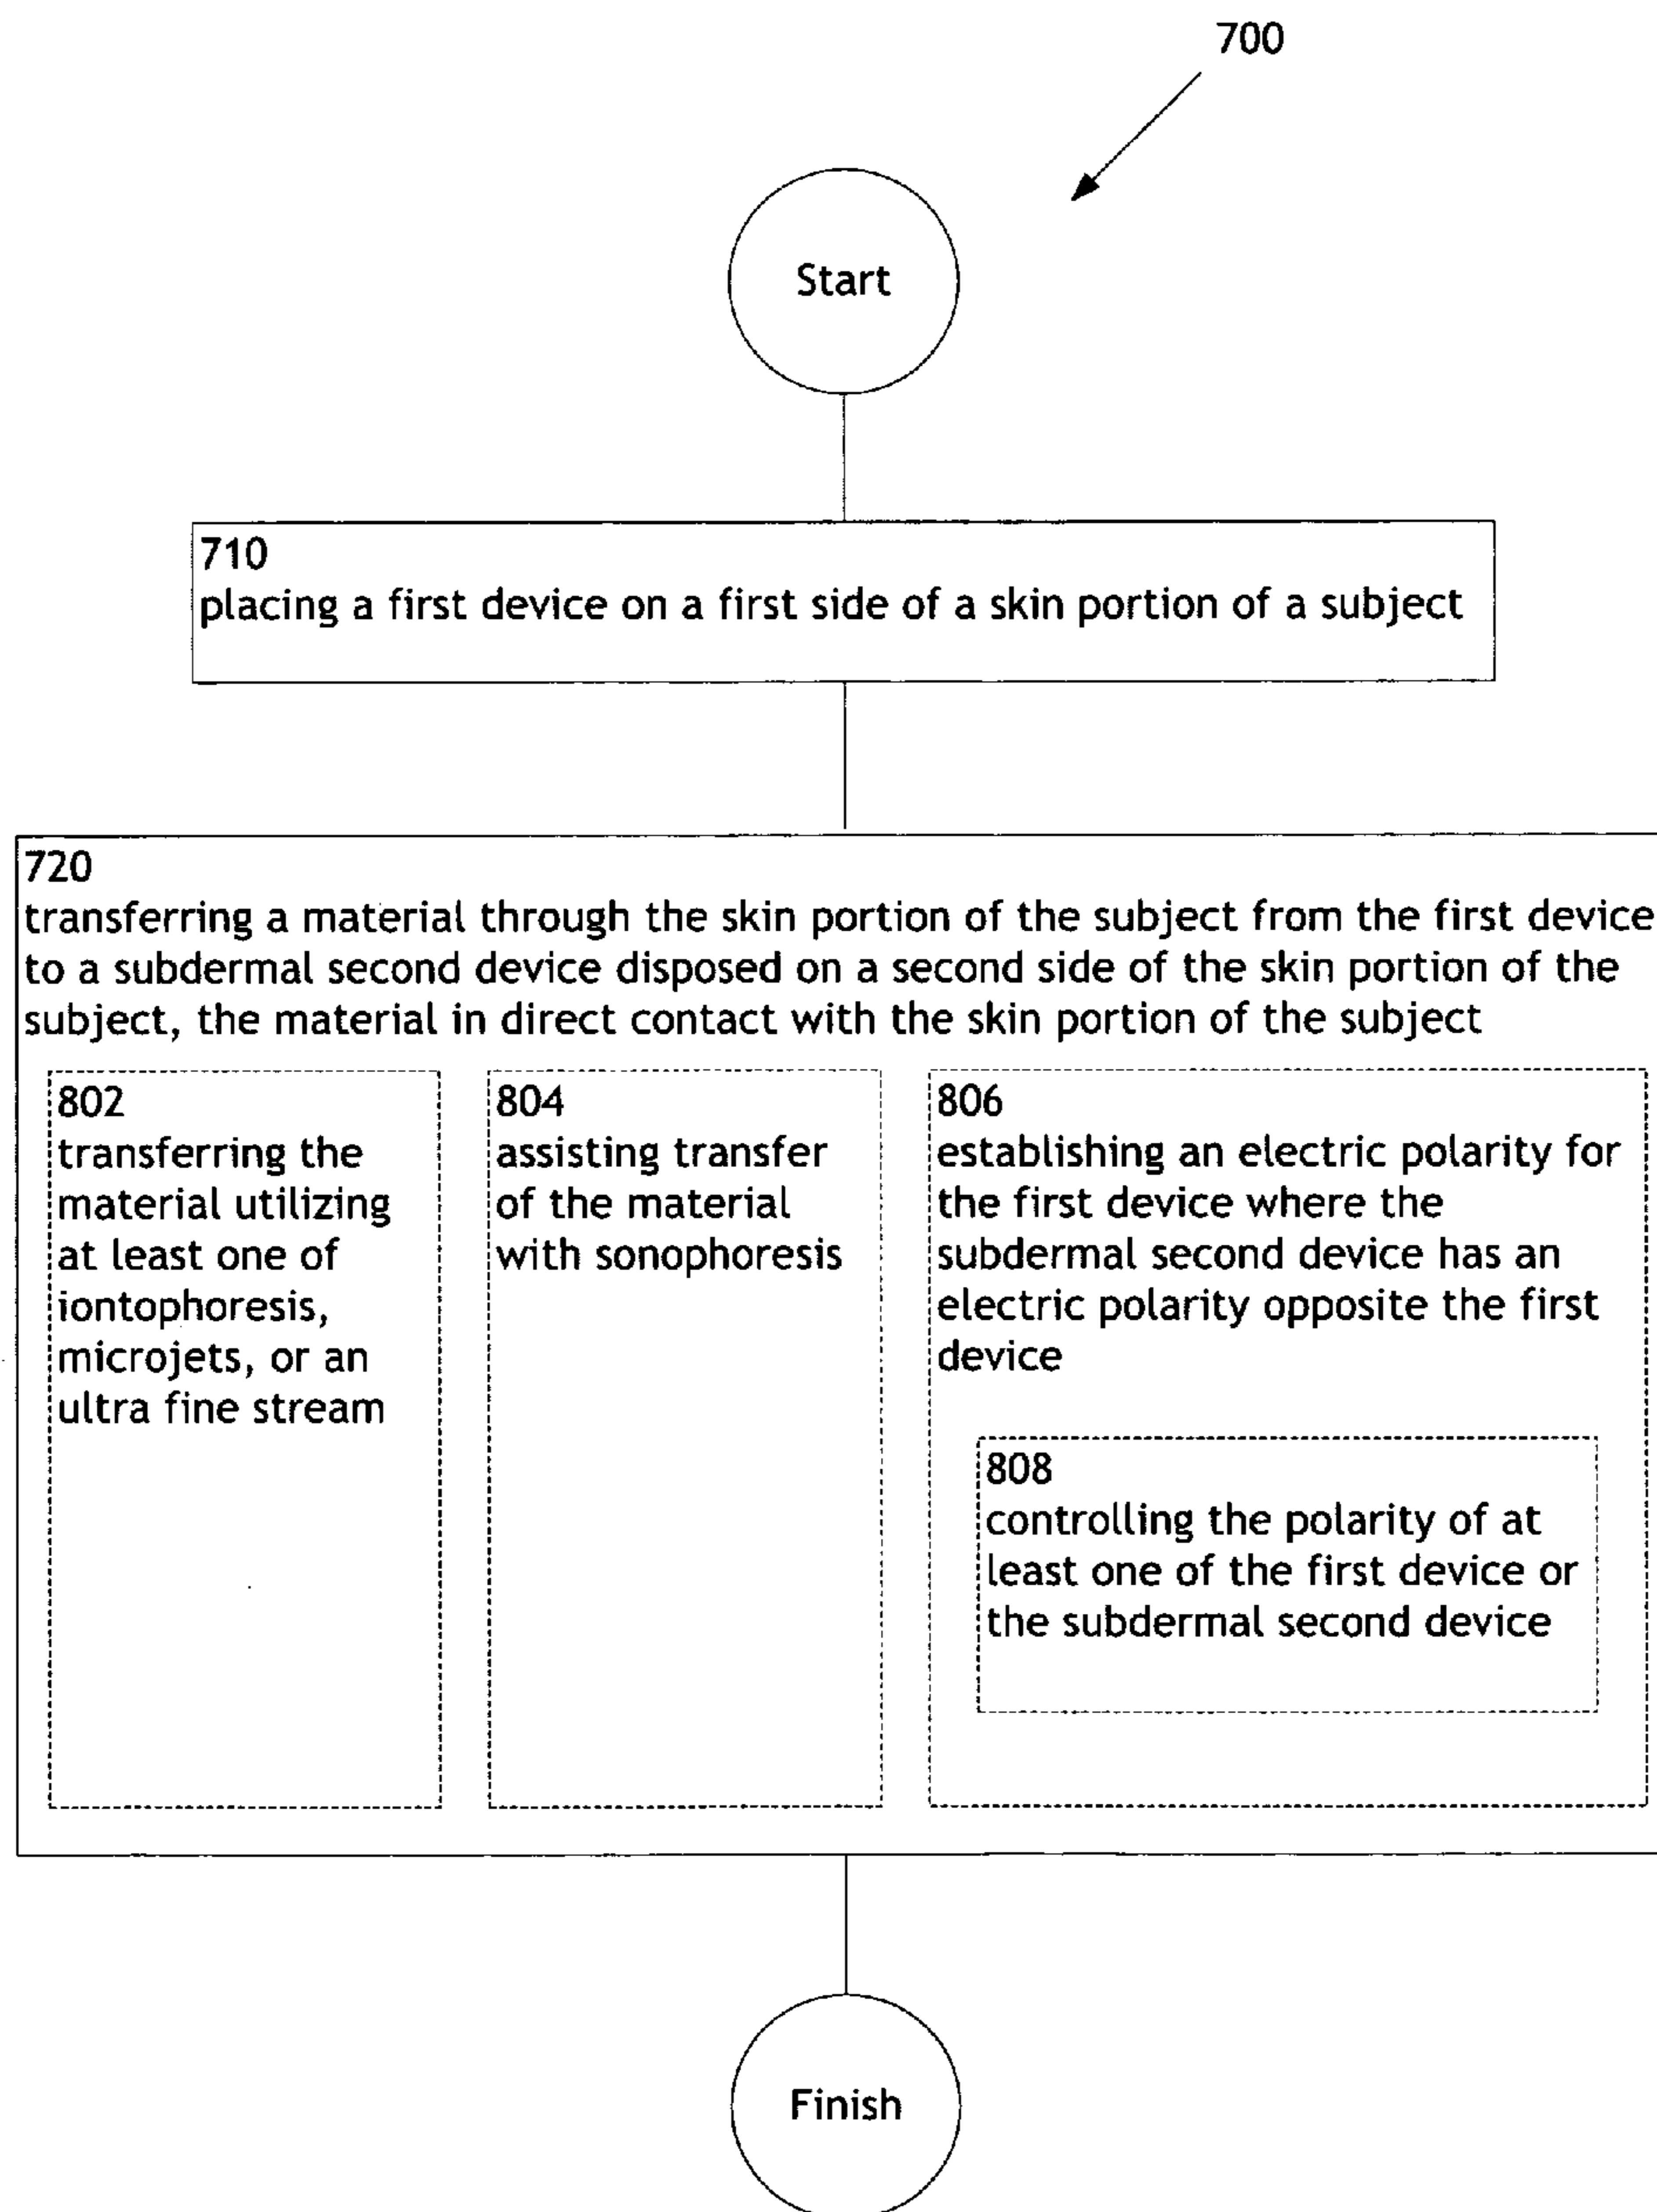 700
Start
710
placing a first device on a first side of a skin portion of a subject
720
transferring a material through the skin portion of the subject from the first device
to a subdermal second device disposed on a second side of the skin portion of the
subject, the material in direct contact with the skin portion of the subject
802
transferring the
material utilizing
at least one of
iontophoresis,
microjets, or an
ultra fine stream
804
assisting transfer
of the material
with sonophoresis
806
establishing an electric polarity for
the first device where the
subdermal second device has an
electric polarity opposite the first
device
808
controlling the polarity of at
least one of the first device or
the subdermal second device
Finish